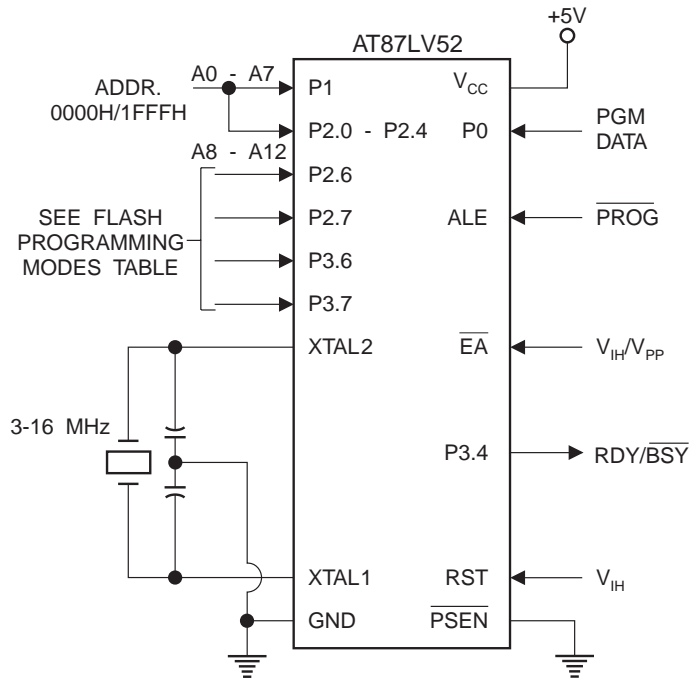 +5V
AT87LV52
A0 - A7
ADDR.
0000H/1FFFH
P1
VCC
P2.0 - P2.4
P0
PGM
DATA
A8 - A12
P2.6
SEE FLASH
PROGRAMMING
MODES TABLE
P2.7
ALE
PROG
P3.6
P3.7
XTAL2
EA
VIH/VPP
3-16 MHz
P3.4
RDY/BSY
XTAL1
RST
VIH
GND
PSEN